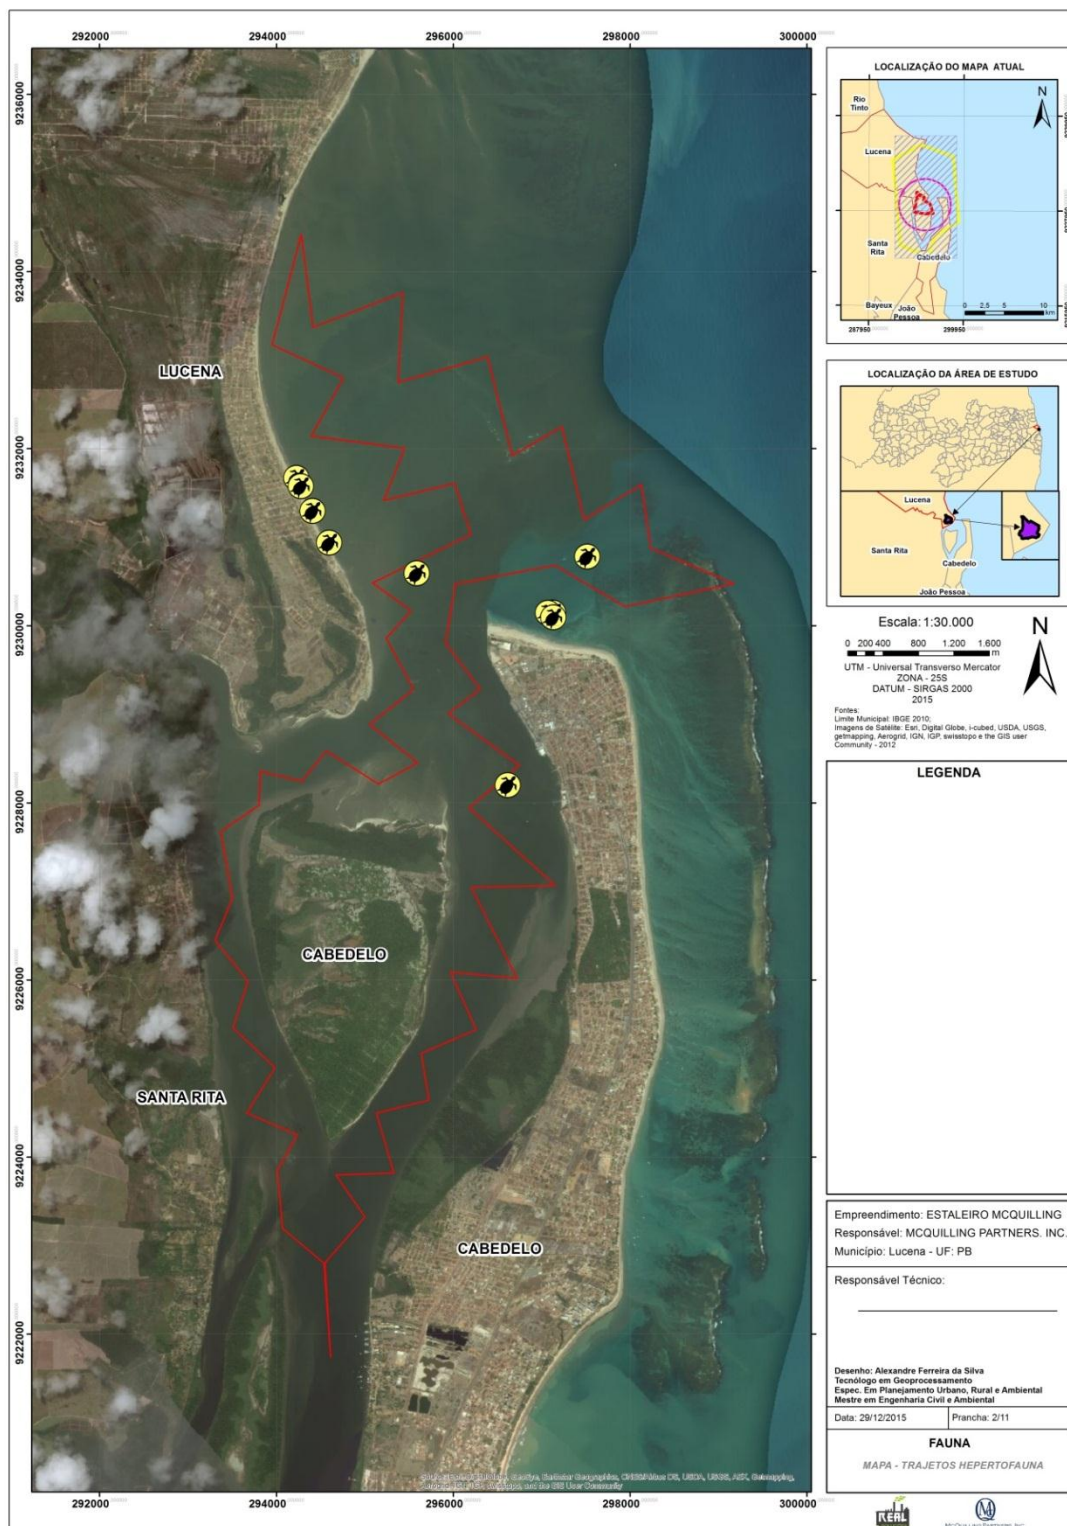 292000
294000
296000
298000
300000
9236000
9234000
9232000
9230000
9228000
9226000
9224000
9222000
LUCENA
CABEDELO
SANTA RITA
CABEDELO
292000
294000
296000
298000
300000
LOCALIZAÇÃO DO MAPA ATUAL
N
Rio
Tinto
Lucena
Santa
Rita
Cabedelo
Bayeux
João
Pessoa
0 2,5 5 10
km
287950
299950
LOCALIZAÇÃO DA ÁREA DE ESTUDO
Lucena
Santa Rita
Cabedelo
João Pessoa
Escala: 1:30.000
N
0 200 400 800 1.200 1.600
m
UTM - Universal Transverso Mercator
ZONA - 25S
DATUM - SIRGAS 2000
2015
Fontes:
Limite Municipal: IBGE 2010;
Imagens de Satélite: Esri, Digital Globe, i-cubed, USDA, USGS,
getmapping, Aerogrid, IGN, IGP, swisstopo e the GIS user
Community - 2012
LEGENDA
Empreendimento: ESTALEIRO MCQUILLING
Responsável: MCQUILLING PARTNERS. INC.
Município: Lucena - UF: PB
Responsável Técnico:
Desenho: Alexandre Ferreira da Silva
Tecnólogo em Geoprocessamento
Espec. Em Planejamento Urbano, Rural e Ambiental
Mestre em Engenharia Civil e Ambiental
Data: 29/12/2015
Prancha: 2/11
FAUNA
MAPA - TRAJETOS HEPERTOFAUNA
REAL